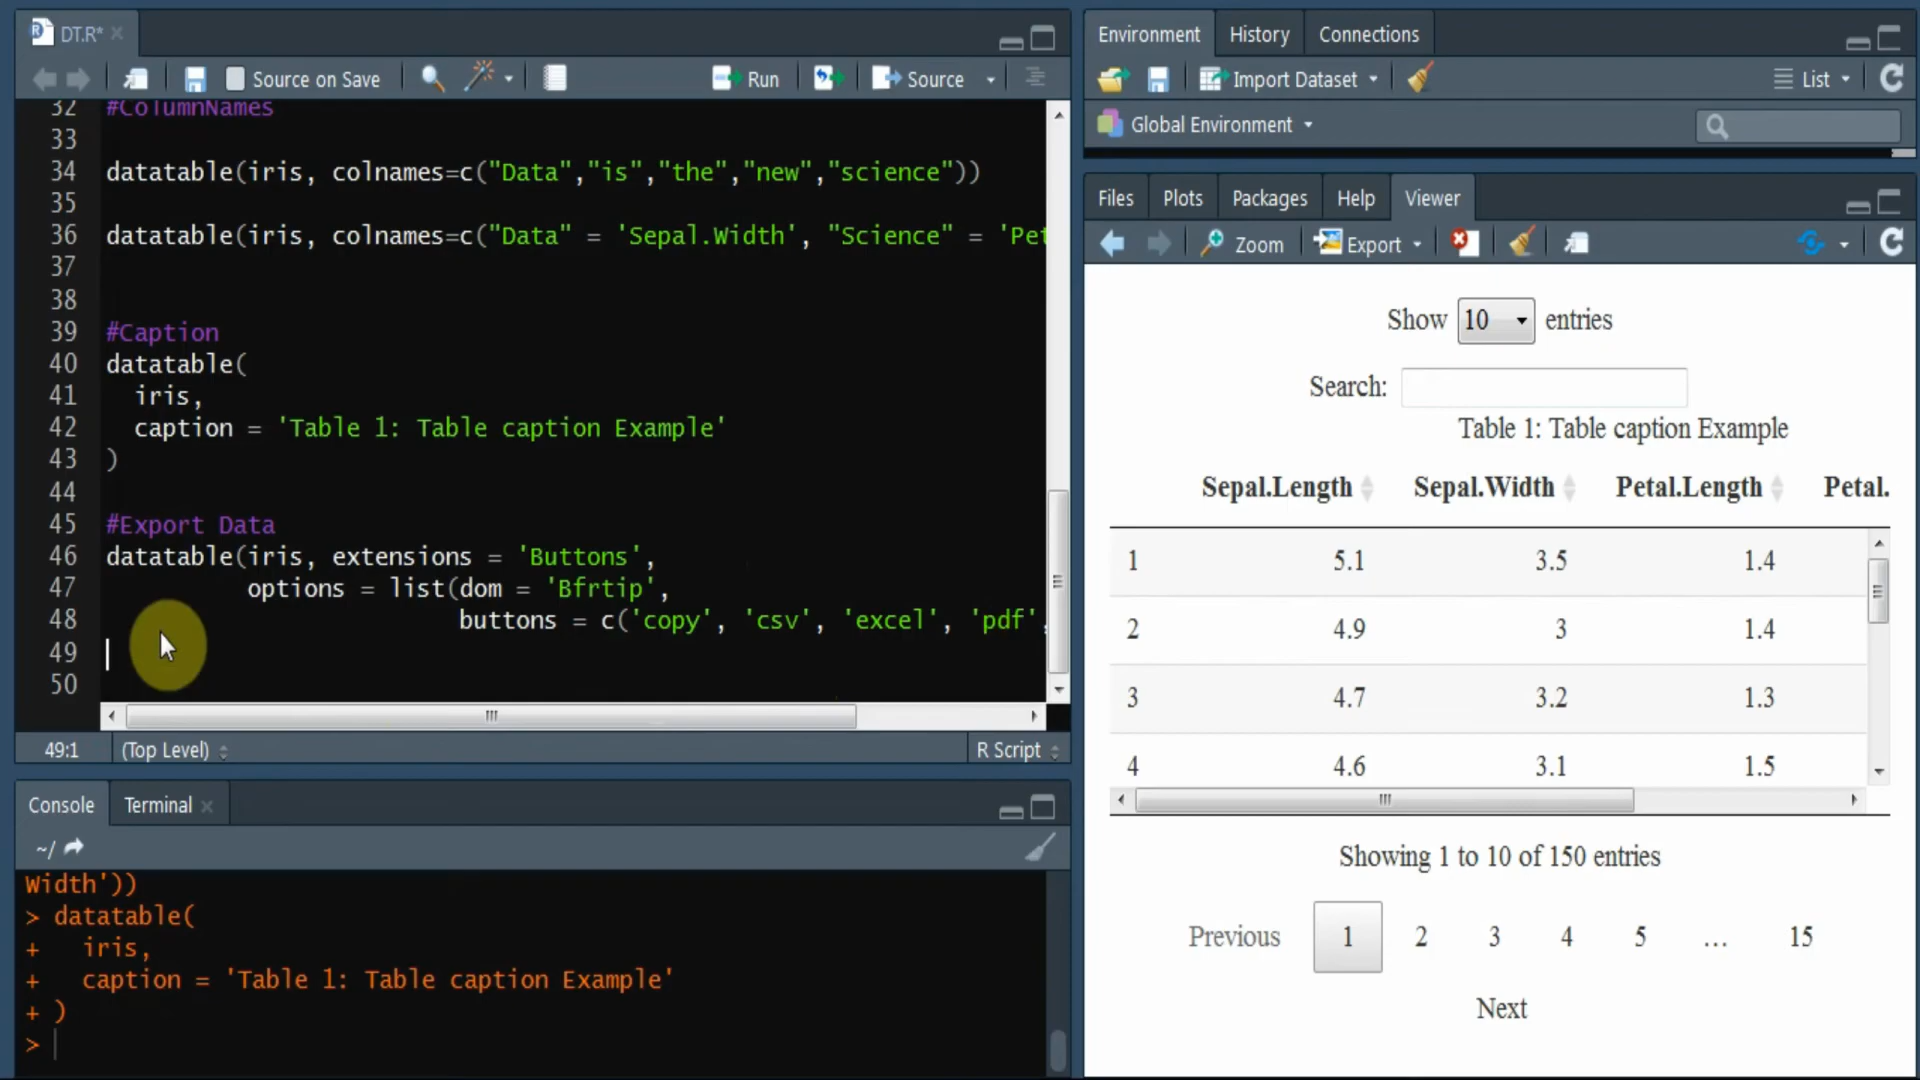 DT.R*
Source on Save
Run
Source
32 #ColumnNames
33
34 datatable(iris, colnames=c("Data","is","the","new","science"))
35
36 datatable(iris, colnames=c("Data" = 'Sepal.Width', "Science" = 'Pet
37
38
39 #Caption
40 datatable(
41 iris,
42 caption = 'Table 1: Table caption Example'
43 )
44
45 #Export Data
46 datatable(iris, extensions = 'Buttons',
47 options = list(dom = 'Bfrtip',
48 buttons = c('copy', 'csv', 'excel', 'pdf',
49
50
49:1 (Top Level) R Script
Console Terminal
~/
Width'))
> datatable(
+ iris,
+ caption = 'Table 1: Table caption Example'
+ )
>
Environment History Connections
Import Dataset List
Global Environment
Files Plots Packages Help Viewer
Zoom Export
Show 10 entries
Search:
Table 1: Table caption Example
Sepal.Length Sepal.Width Petal.Length Petal.
1 5.1 3.5 1.4
2 4.9 3 1.4
3 4.7 3.2 1.3
4 4.6 3.1 1.5
Showing 1 to 10 of 150 entries
Previous 1 2 3 4 5 … 15
Next